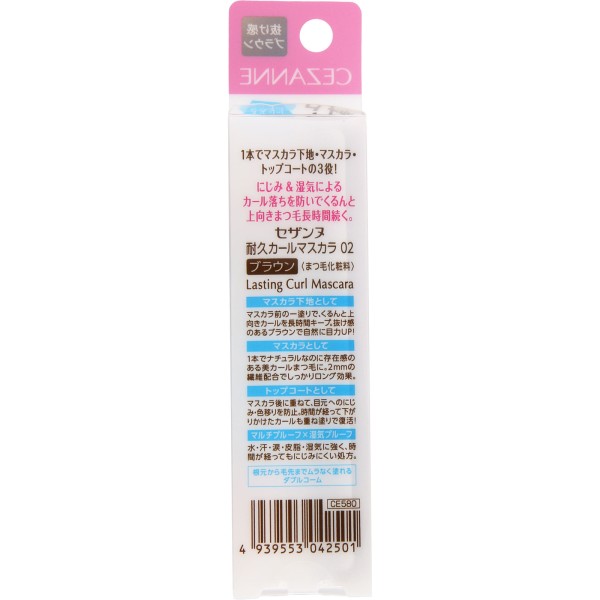 抜け感
ブラウン
CEZANNE
1本でマスカラ下地・マスカラ・
トップコートの3役!
にじみ & 湿気による
カール落ちを防いでくるんと
上向きまつ毛長時間続く。
セザンヌ
耐久カールマスカラ 02
ブラウン 〈まつ毛化粧料〉
Lasting Curl Mascara
マスカラ下地として
マスカラ前の一塗りで、くるんと上
向きカールを長時間キープ。抜け感
のあるブラウンで自然に目力UP!
マスカラとして
1本でナチュラルなのに存在感の
ある美カールまつ毛に。2mmの
繊維配合でしっかりロング効果。
トップコートとして
マスカラ後に重ねて、目元へのにじ
み・色移りを防止。時間が経って下が
りかけたカールも重ね塗りで復活!
マルチプルーフ×湿気プルーフ
水・汗・涙・皮脂・湿気に強く、時
間が経ってもにじみにくい処方。
根元から毛先までムラなく塗れる
ダブルコーム
CE580
4 939553 042501